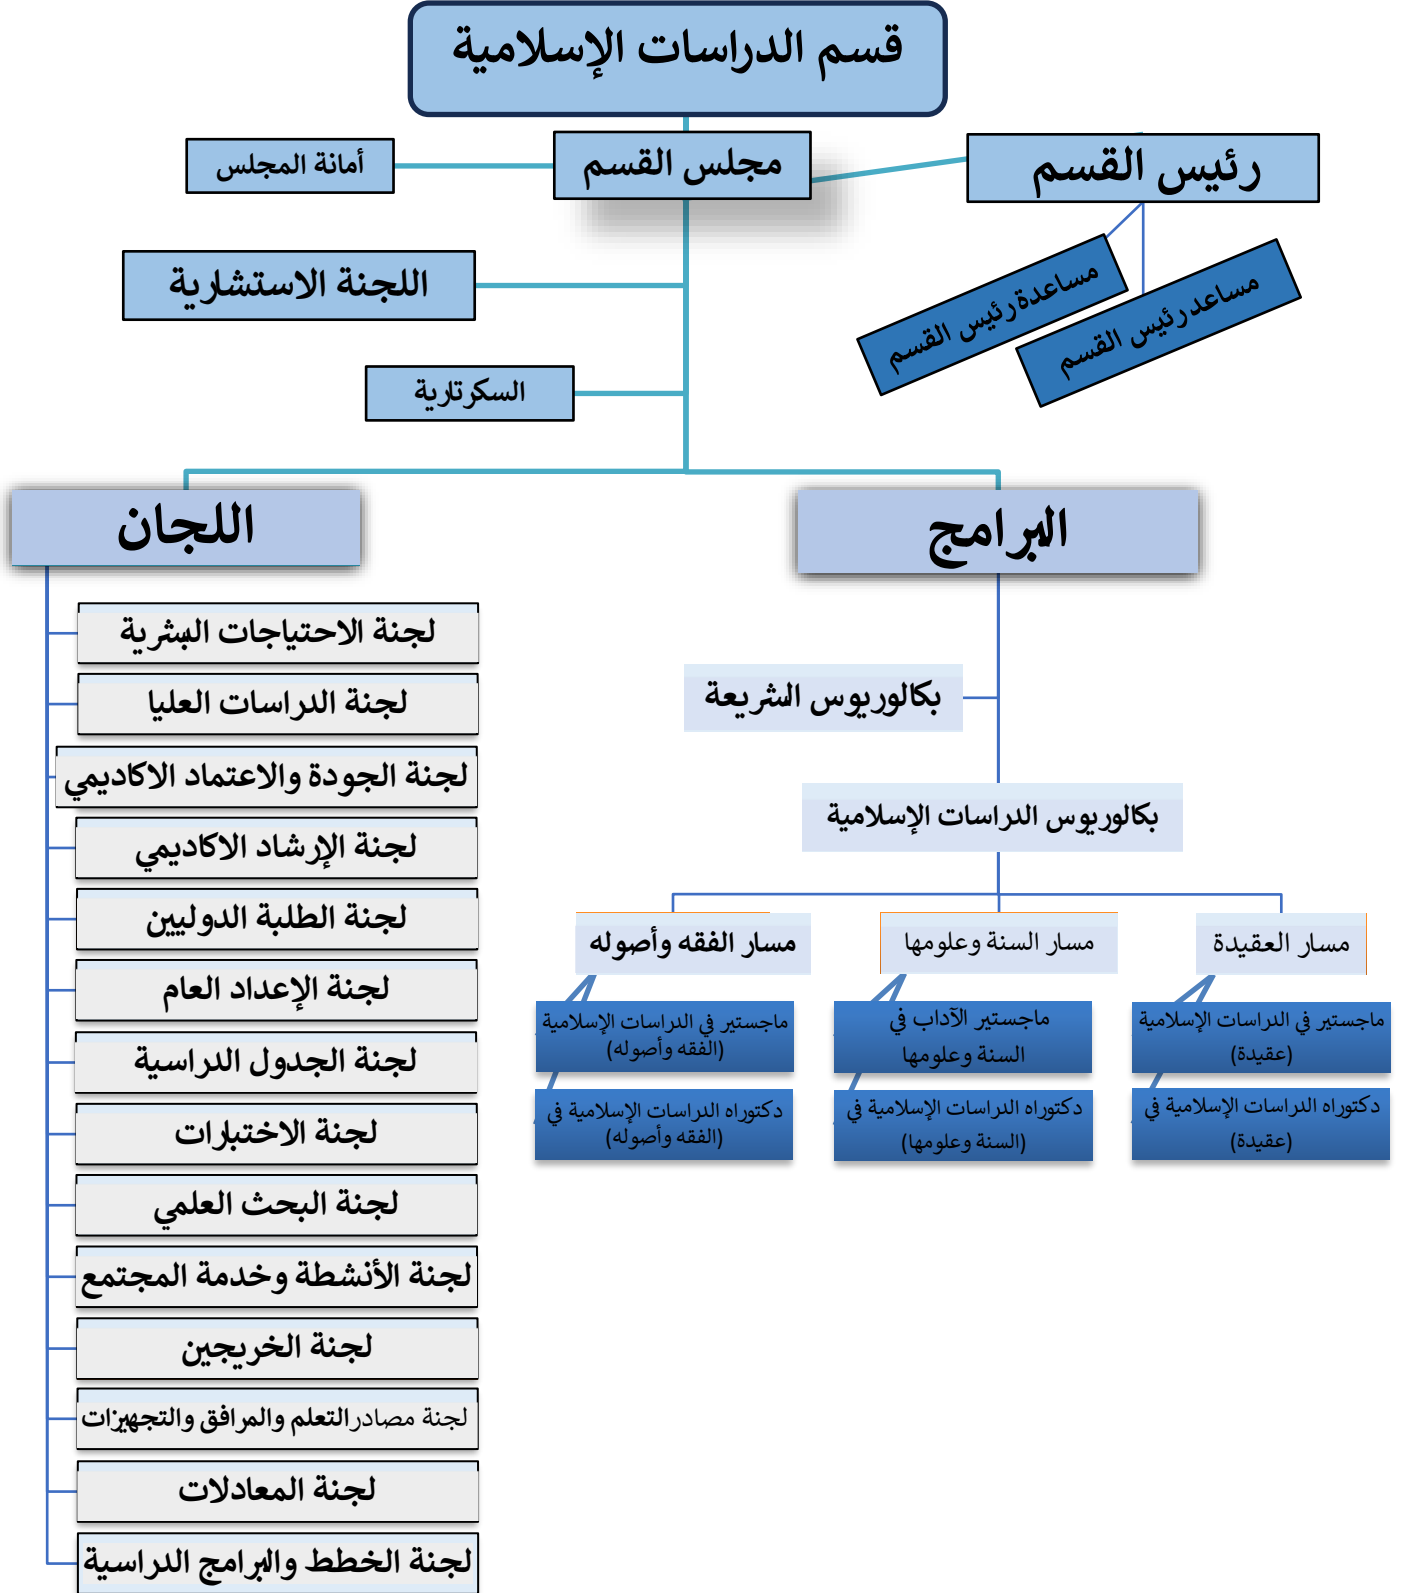 قسم الدراسات الإسلامية
رئيس القسم
مجلس القسم
أمانة المجلس
مساعدة رئيس القسم
مساعد رئيس القسم
اللجنة الاستشارية
السكرتارية
البرامج
بكالوريوس الشريعة
بكالوريوس الدراسات الإسلامية
مسار العقيدة
مسار السنة وعلومها
مسار الفقه وأصوله
ماجستير في الدراسات الإسلامية
(عقيدة)
ماجستير الآداب في
السنة وعلومها
ماجستير في الدراسات الإسلامية
(الفقه وأصوله)
دكتوراه الدراسات الإسلامية في
(عقيدة)
دكتوراه الدراسات الإسلامية في
(السنة وعلومها)
دكتوراه الدراسات الإسلامية في
(الفقه وأصوله)
اللجان
لجنة الاحتياجات البشرية
لجنة الدراسات العليا
لجنة الجودة والاعتماد الاكاديمي
لجنة الإرشاد الاكاديمي
لجنة الطلبة الدوليين
لجنة الإعداد العام
لجنة الجدول الدراسية
لجنة الاختبارات
لجنة البحث العلمي
لجنة الأنشطة وخدمة المجتمع
لجنة الخريجين
لجنة مصادر التعلم والمرافق والتجهيزات
لجنة المعادلات
لجنة الخطط والبرامج الدراسية